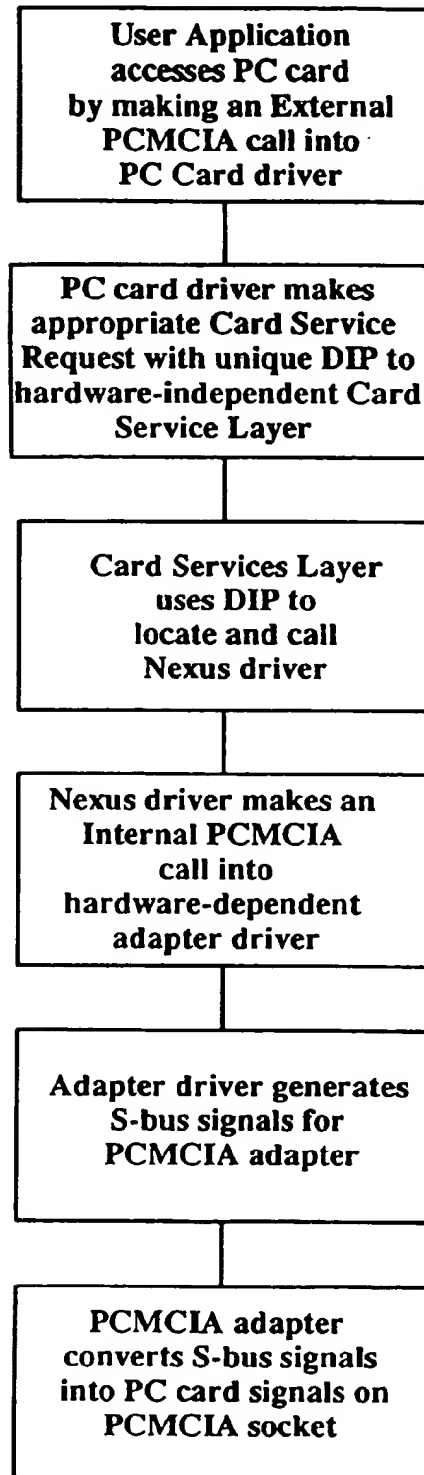 User Application
accesses PC card
by making an External
PCMCIA call into
PC Card driver
PC card driver makes
appropriate Card Service
Request with unique DIP to
hardware-independent Card
Service Layer
Card Services Layer
uses DIP to
locate and call
Nexus driver
Nexus driver makes an
Internal PCMCIA
call into
hardware-dependent
adapter driver
Adapter driver generates
S-bus signals for
PCMCIA adapter
PCMCIA adapter
converts S-bus signals
into PC card signals on
PCMCIA socket